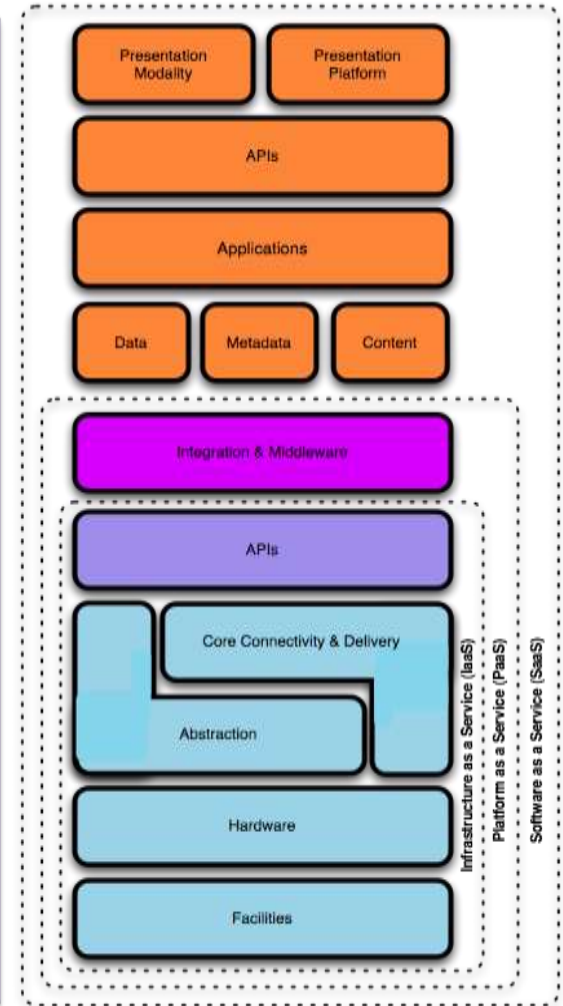 Presentation
Modality
Presentation
Platform
APIs
Applications
Data
Metadata
Content
Integration & Middleware
APIs
Core Connectivity & Delivery
Abstraction
Hardware
Facilities
Infrastructure as a Service (IaaS)
Platform as a Service (PaaS)
Software as a Service (SaaS)